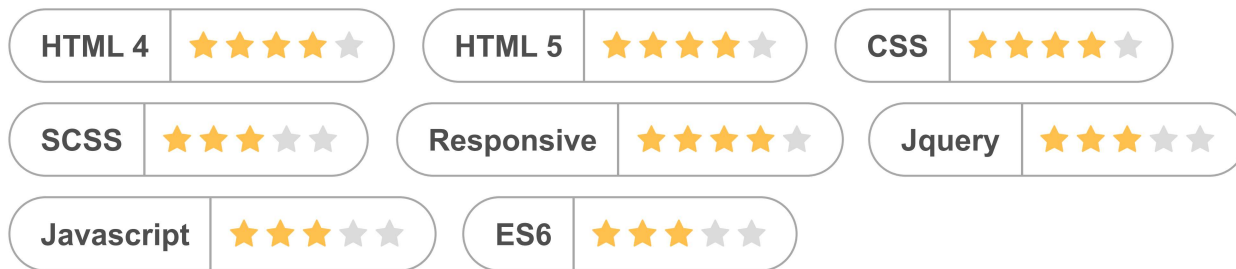 HTML 4 HTML 5 CSS
SCSS Responsive Jquery
Javascript ES6